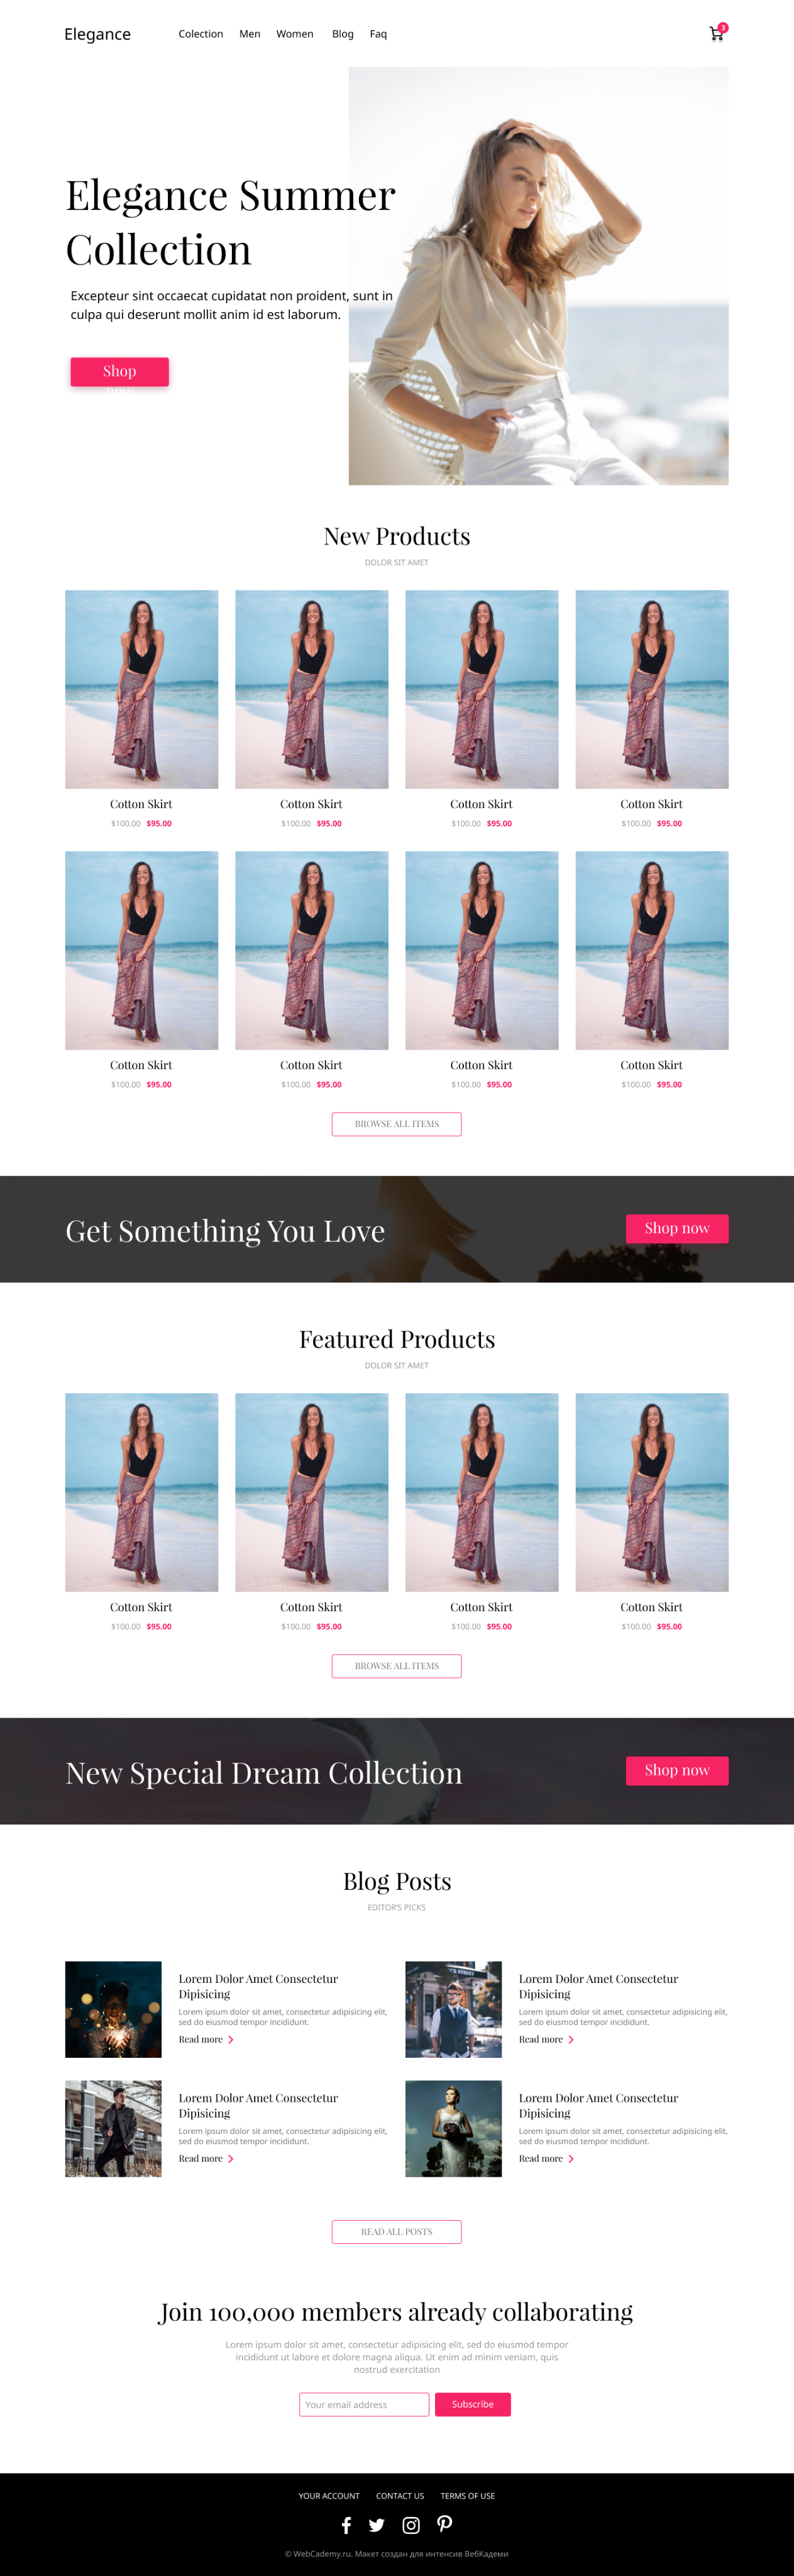 Elegance
Colection Men Women Blog Faq
3
Elegance Summer
Collection
Excepteur sint occaecat cupidatat non proident, sunt in
culpa qui deserunt mollit anim id est laborum.
Shop
now
New Products
DOLOR SIT AMET
Cotton Skirt Cotton Skirt Cotton Skirt Cotton Skirt
$100.00 $95.00 $100.00 $95.00 $100.00 $95.00 $100.00 $95.00
Cotton Skirt Cotton Skirt Cotton Skirt Cotton Skirt
$100.00 $95.00 $100.00 $95.00 $100.00 $95.00 $100.00 $95.00
BROWSE ALL ITEMS
Get Something You Love
Shop now
Featured Products
DOLOR SIT AMET
Cotton Skirt Cotton Skirt Cotton Skirt Cotton Skirt
$100.00 $95.00 $100.00 $95.00 $100.00 $95.00 $100.00 $95.00
BROWSE ALL ITEMS
New Special Dream Collection
Shop now
Blog Posts
EDITOR'S PICKS
Lorem Dolor Amet Consectetur
Dipisicing
Lorem ipsum dolor sit amet, consectetur adipisicing elit,
sed do eiusmod tempor incididunt.
Read more
Lorem Dolor Amet Consectetur
Dipisicing
Lorem ipsum dolor sit amet, consectetur adipisicing elit,
sed do eiusmod tempor incididunt.
Read more
Lorem Dolor Amet Consectetur
Dipisicing
Lorem ipsum dolor sit amet, consectetur adipisicing elit,
sed do eiusmod tempor incididunt.
Read more
Lorem Dolor Amet Consectetur
Dipisicing
Lorem ipsum dolor sit amet, consectetur adipisicing elit,
sed do eiusmod tempor incididunt.
Read more
READ ALL POSTS
Join 100,000 members already collaborating
Lorem ipsum dolor sit amet, consectetur adipisicing elit, sed do eiusmod tempor
incididunt ut labore et dolore magna aliqua. Ut enim ad minim veniam, quis
nostrud exercitation
Your email address
Subscribe
YOUR ACCOUNT CONTACT US TERMS OF USE
© WebCademy.ru. Макет создан для интенсив ВебКадеми